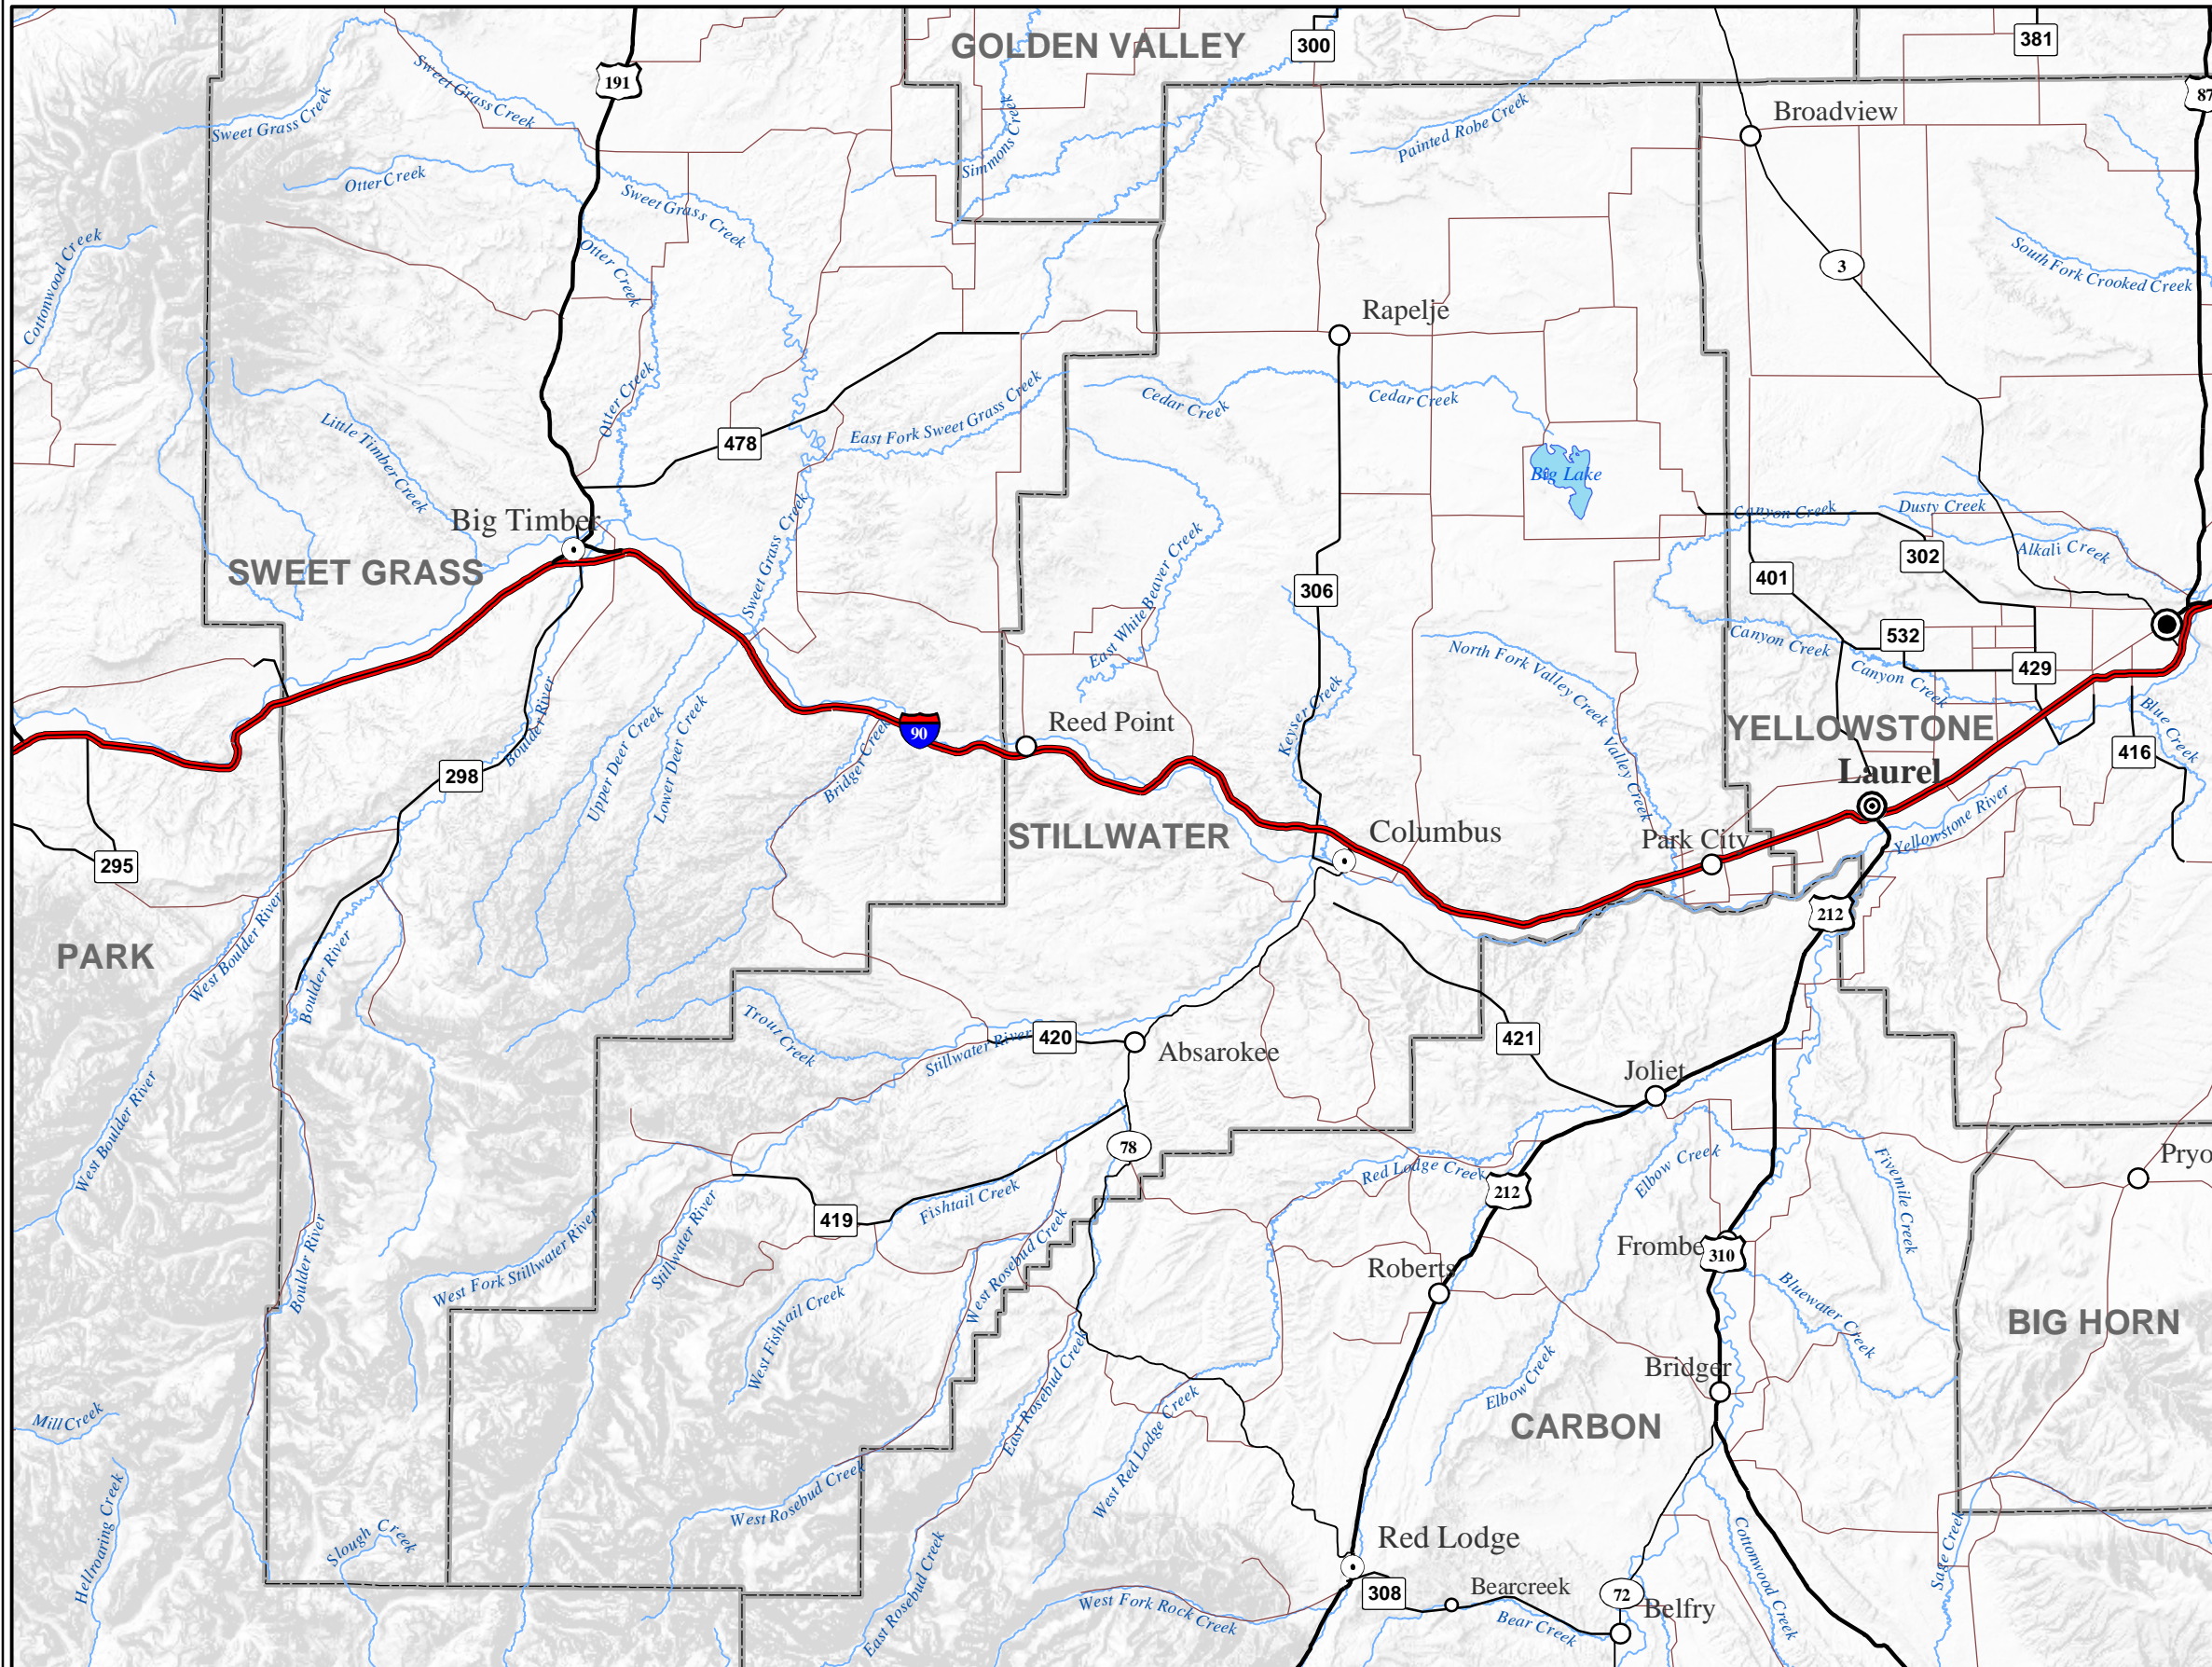 GOLDEN VALLEY
300
381
191
87
Sweet Grass Creek
Sweet Grass Creek
Painted Robe Creek
Broadview
Simmons Creek
Otter Creek
Sweet Grass Creek
Cottonwood Creek
Otter Creek
3
South Fork Crooked Creek
Rapelje
Otter Creek
Little Timber Creek
478
East Fork Sweet Grass Creek
Cedar Creek
Cedar Creek
Big Lake
Big Timber
Sweet Grass Creek
Canyon Creek
Dusty Creek
Alkali Creek
302
401
SWEET GRASS
306
East White Beaver Creek
532
Canyon Creek
Canyon Creek
429
North Fork Valley Creek
Valley Creek
Keyser Creek
Blue Creek
Boulder River
Upper Deer Creek
Lower Deer Creek
Bridger Creek
90
Reed Point
YELLOWSTONE
416
Laurel
298
STILLWATER
Columbus
Park City
Yellowstone River
295
212
PARK
West Boulder River
Boulder River
Trout Creek
Stillwater River
420
Absarokee
421
Joliet
West Boulder River
78
Red Lodge Creek
212
Elbow Creek
Fivemile Creek
Pryo
419
Fishtail Creek
West Rosebud Creek
Stillwater River
West Fork Stillwater River
Boulder River
Frombe
310
Roberts
Bluewater Creek
BIG HORN
West Fishtail Creek
East Rosebud Creek
Elbow Creek
Bridger
CARBON
Mill Creek
West Red Lodge Creek
Hellroaring Creek
Slough Creek
West Rosebud Creek
East Rosebud Creek
Red Lodge
308
Bearcreek
72
Belfry
West Fork Rock Creek
Bear Creek
Cottonwood Creek
Sage Creek